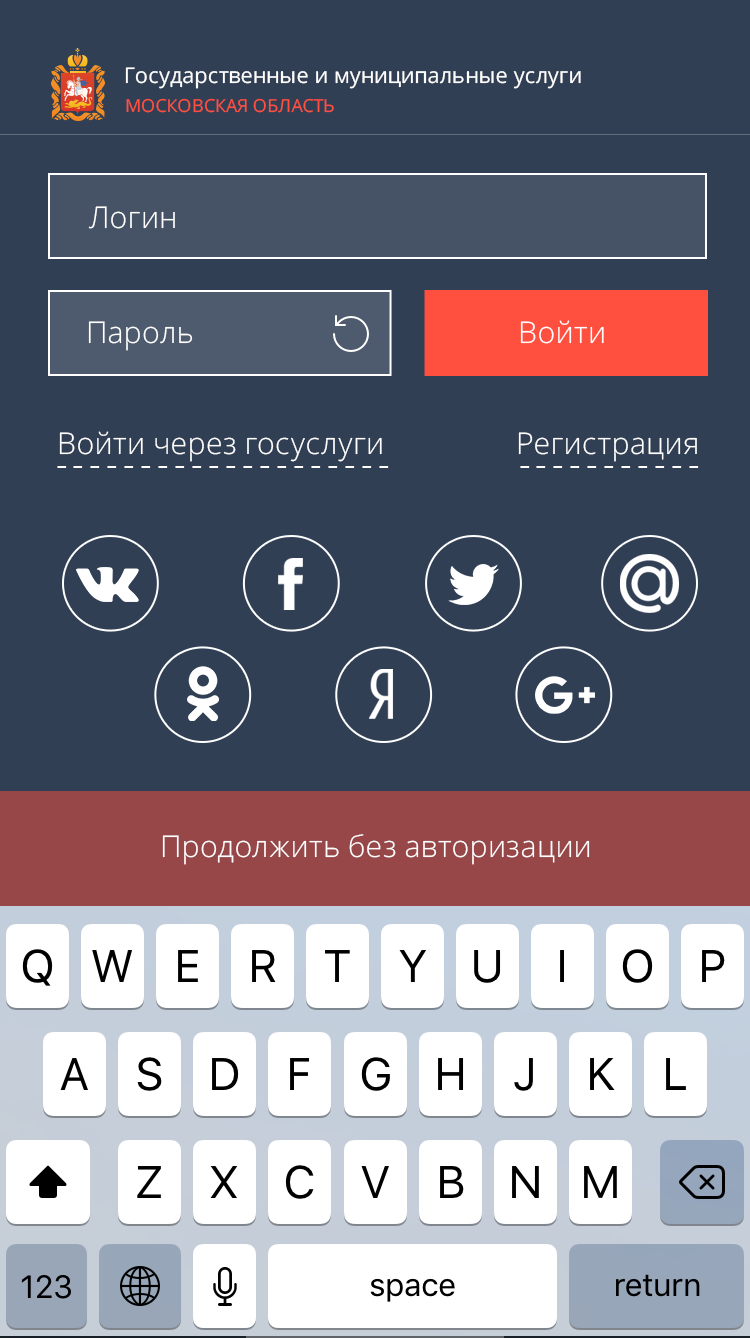 Государственные и муниципальные услуги
МОСКОВСКАЯ ОБЛАСТЬ
Логин
Пароль
Войти
Войти через госуслуги
Регистрация
Я
G+
Продолжить без авторизации
Q W E R T Y U I O P
A S D F G H J K L
Z X C V B N M
123
space
return